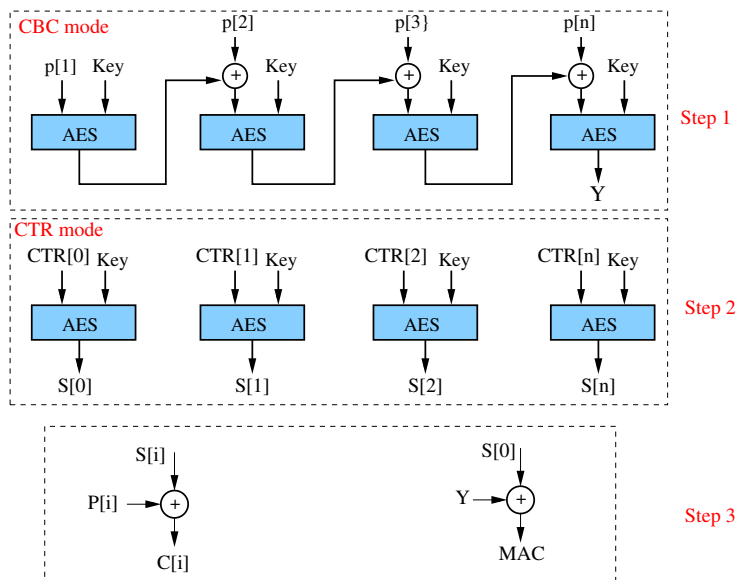 CBC mode
p[2]
p[3}
p[n]
p[1]
Key
+
Key
+
Key
+
Key
AES
AES
AES
AES
Step 1
Y
CTR mode
CTR[0]
Key
CTR[1]
Key
CTR[2]
Key
CTR[n]
Key
AES
AES
AES
AES
Step 2
S[0]
S[1]
S[2]
S[n]
S[i]
S[0]
P[i]
+
Y
+
Step 3
C[i]
MAC